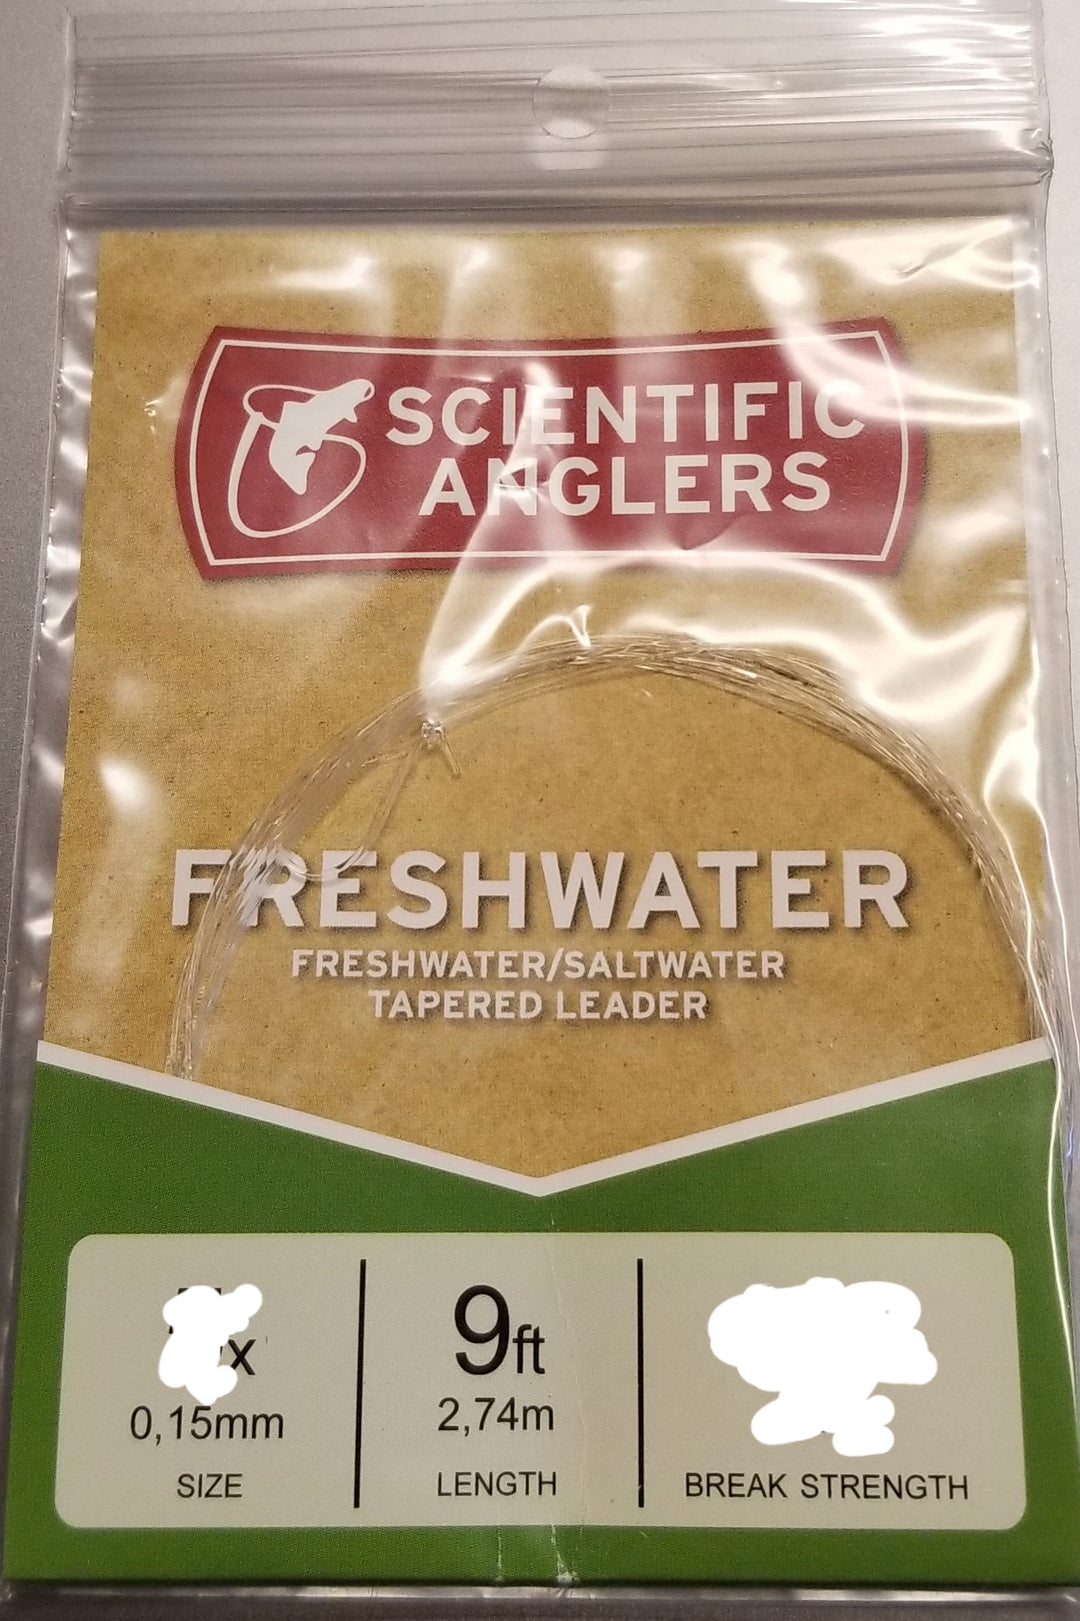 SCIENTIFIC
ANGLERS
FRESHWATER
FRESHWATER/SALTWATER
TAPERED LEADER
x
9ft
0,15mm
2,74m
SIZE
LENGTH
BREAK STRENGTH